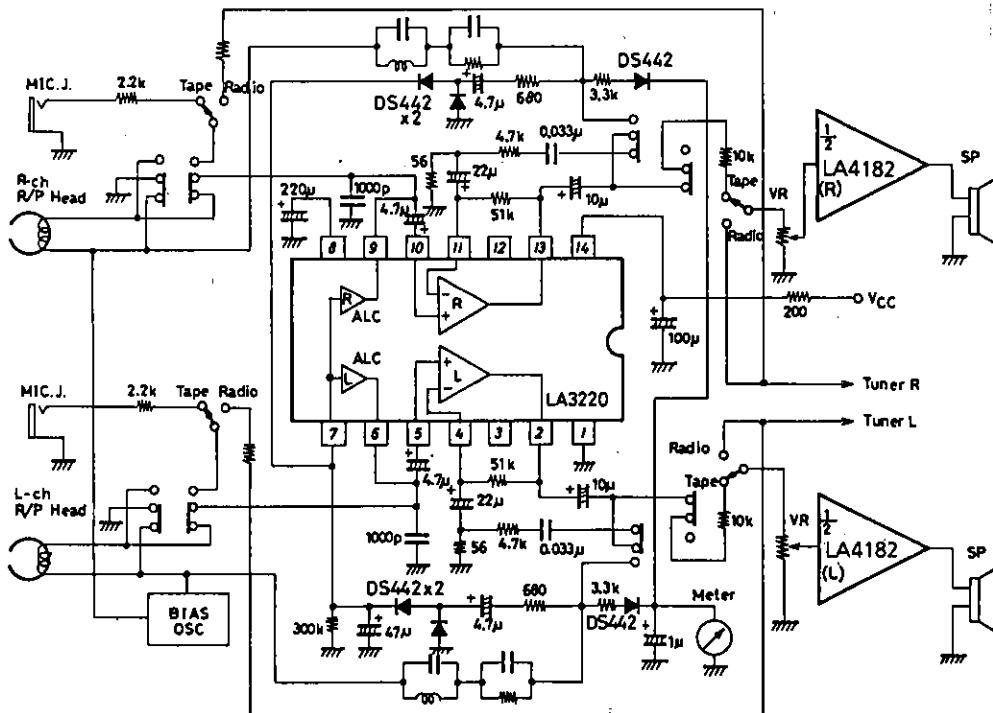 DS442
MIC.J.
2.2k
Tape
Radio
DS442
x 2
4.7μ
680
3.3k
R-ch
R/P Head
220μ
1000p
4.7μ
56
22μ
4.7k
0.033μ
51k
10μ
10k
Tape
Radio
VR
1/2
LA4182
(R)
SP
8
9
10
11
12
13
14
R
ALC
R
ALC
L
L
LA3220
100μ
200
VCC
7
6
5
4
3
2
1
Tuner R
Tuner L
MIC.J.
2.2k
Tape
Radio
L-ch
R/P Head
4.7μ
1000p
51k
22μ
56
4.7k
0.033μ
10μ
Radio
Tape
10k
VR
1/2
LA4182
(L)
SP
BIAS
OSC
300k
47μ
DS442x2
4.7μ
680
3.3k
DS442
1μ
Meter